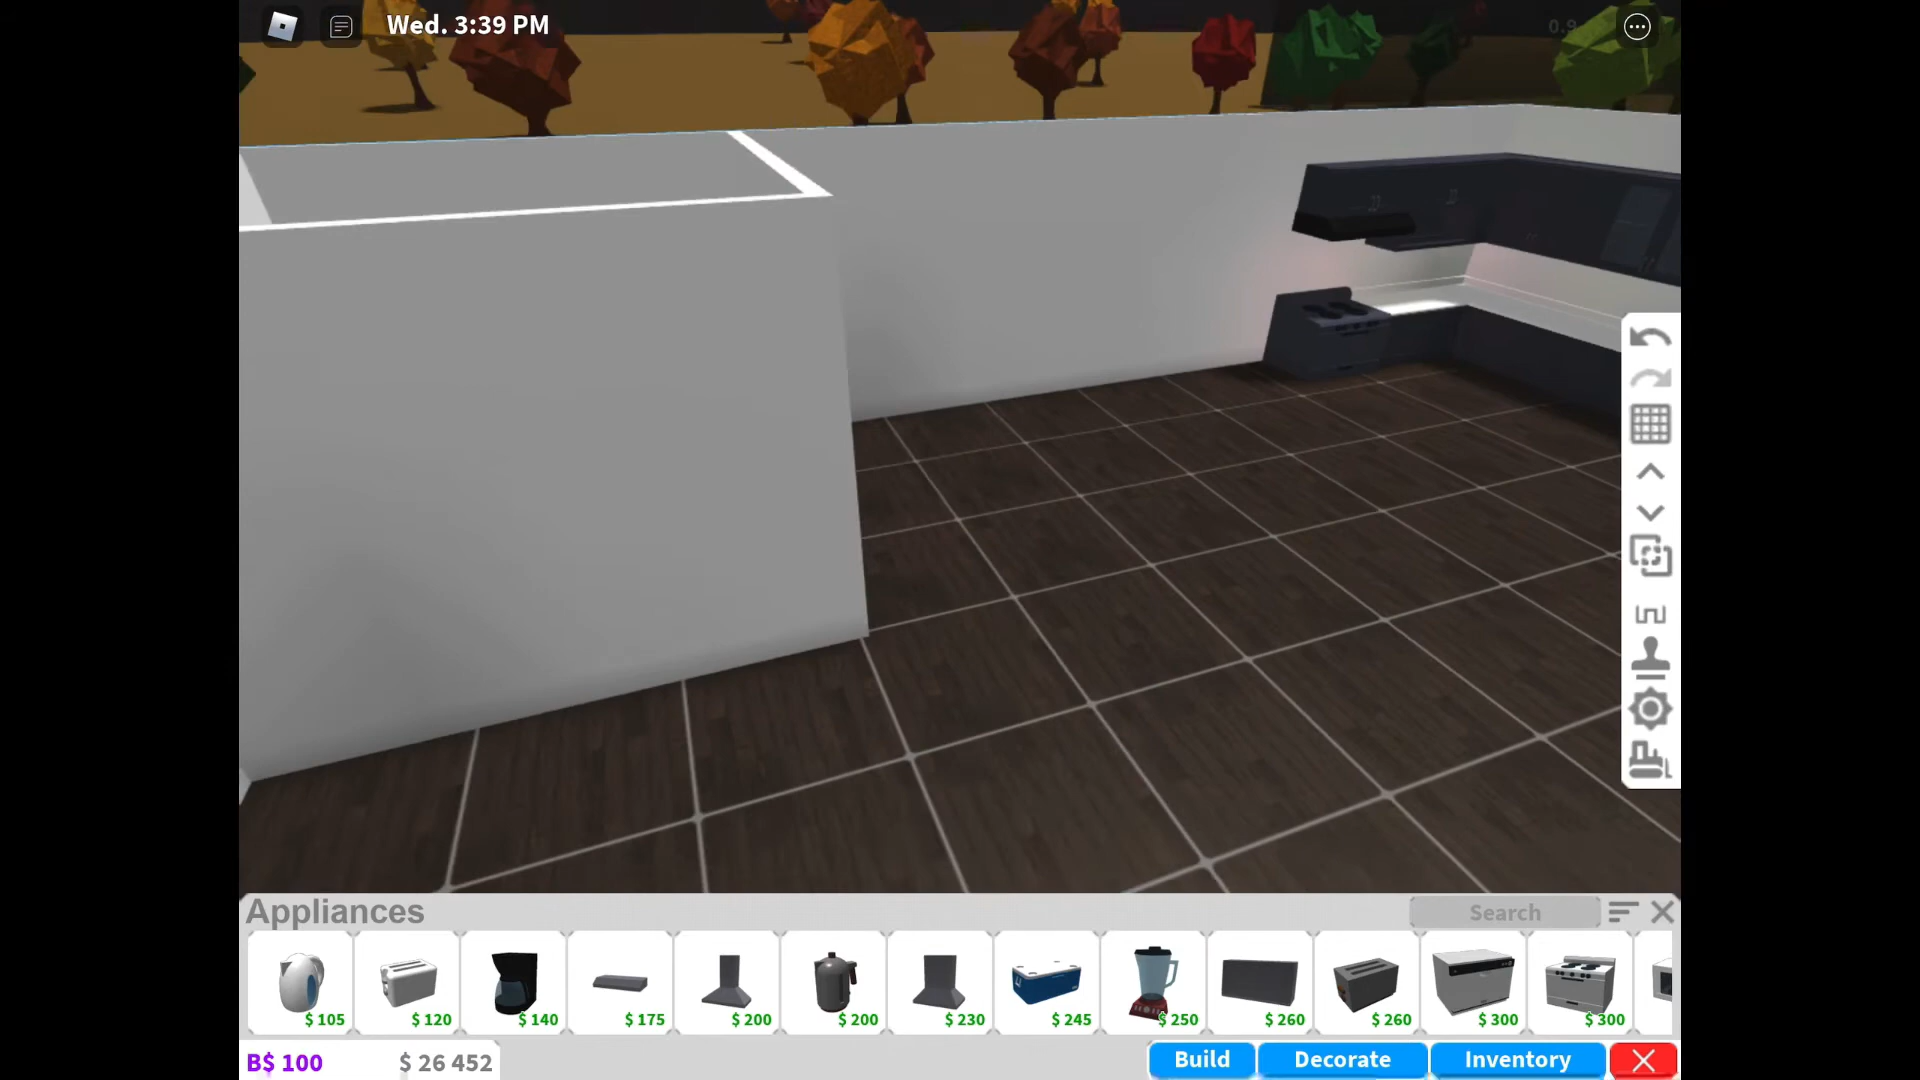 Wed. 3:39 PM
Appliances
Search
$ 105
$ 120
$ 140
$ 175
$ 200
$ 200
$ 230
$ 245
$ 250
$ 260
$ 260
$ 300
$ 300
B$ 100
$ 26 452
Build
Decorate
Inventory